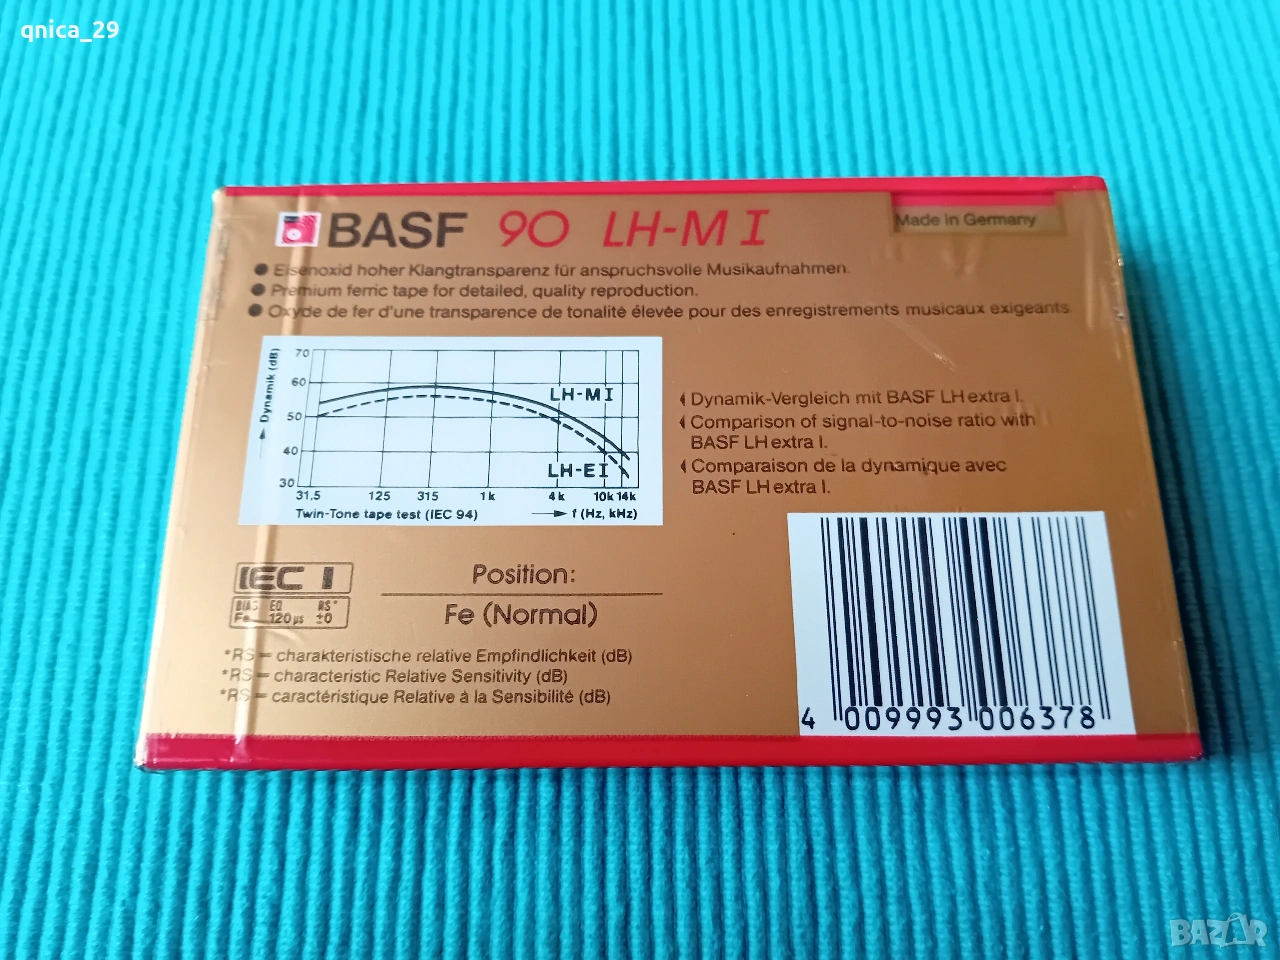 qnica_29
BASF 90 LH-M I
Made in Germany
● Eisenoxid hoher Klangtransparenz für anspruchsvolle Musikaufnahmen.
● Premium ferric tape for detailed, quality reproduction.
● Oxyde de fer d'une transparence de tonalité élevée pour des enregistrements musicaux exigeants
Dynamik (dB)
70
60
50
40
30
LH-M I
LH-E I
31,5 125 315 1k 4k 10k 14k
Twin-Tone tape test (IEC 94) f (Hz, kHz)
Dynamik-Vergleich mit BASF LH extra I.
Comparison of signal-to-noise ratio with
BASF LH extra I.
Comparaison de la dynamique avec
BASF LH extra I.
IEC I
BIAS EQ RS*
Fe 120µs ±0
Position:
Fe (Normal)
*RS = charakteristische relative Empfindlichkeit (dB)
*RS = characteristic Relative Sensitivity (dB)
*RS = caractéristique Relative à la Sensibilité (dB)
4 009993 006378
BAZAR